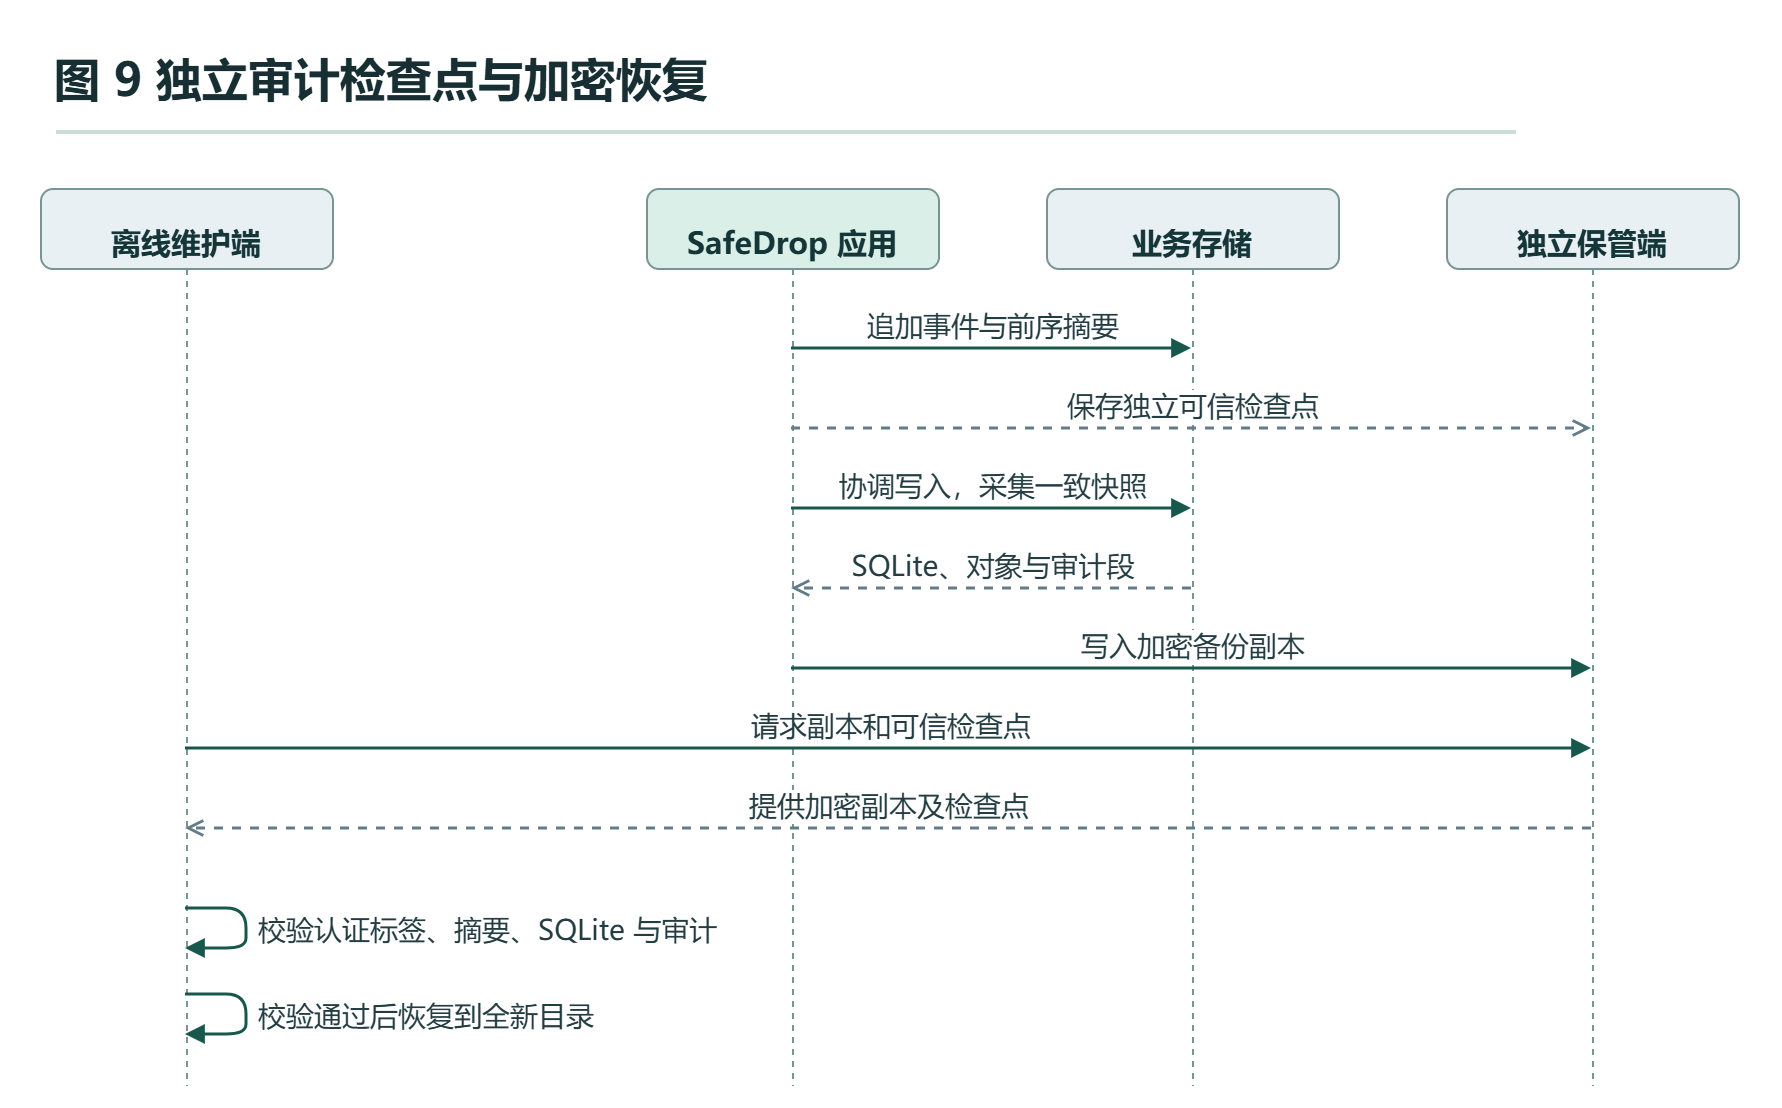 图 9 独立审计检查点与加密恢复
离线维护端
SafeDrop 应用
业务存储
独立保管端
追加事件与前序摘要
保存独立可信检查点
协调写入，采集一致快照
SQLite、对象与审计段
写入加密备份副本
请求副本和可信检查点
提供加密副本及检查点
校验认证标签、摘要、SQLite 与审计
校验通过后恢复到全新目录